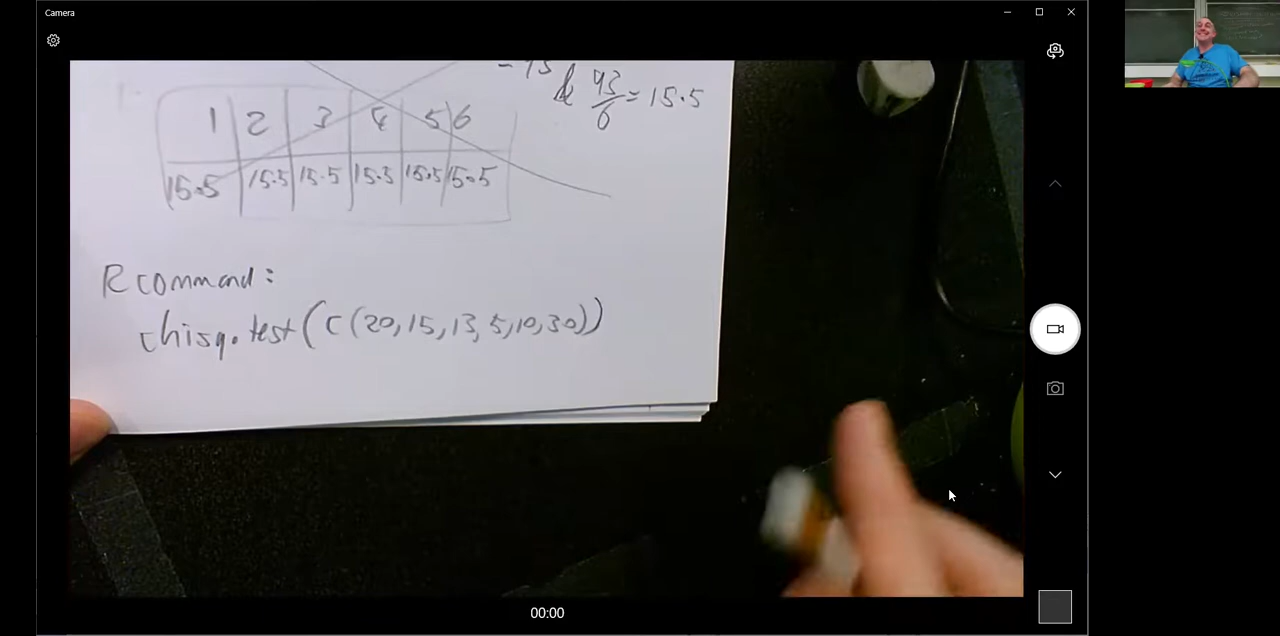 Camera
= 93
93/6 = 15.5
1 2 3 4 5 6
15.5 15.5 15.5 15.5 15.5 15.5
R command:
chisq.test(c(20,15,13,5,10,30))
00:00